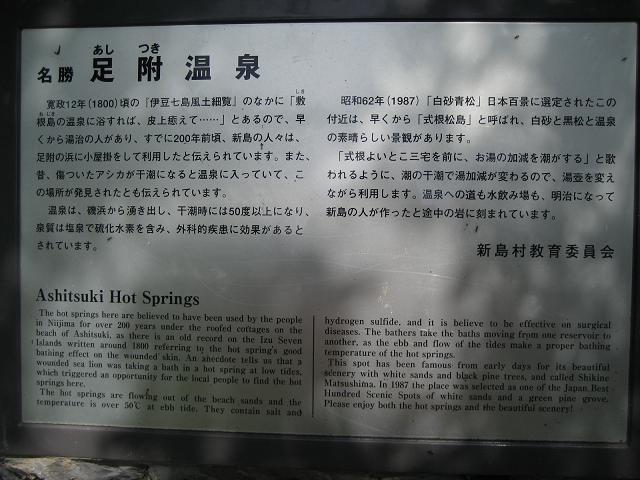 あし つき
名勝 足附温泉
寛政12年(1800)頃の『伊豆七島風土細覧』のなかに「敷
しき
根島の温泉に浴すれば、皮上癒えて……」とあるので、早
ねじま
くから湯治の人があり、すでに200年前頃、新島の人々は、
足附の浜に小屋掛をして利用したと伝えられています。また、
昔、傷ついたアシカが干潮になると温泉に入っていて、こ
の場所が発見されたとも伝えられています。
温泉は、磯浜から湧き出し、干潮時には50度以上になり、
泉質は塩泉で硫化水素を含み、外科的疾患に効果があると
されています。
昭和62年(1987)「白砂青松」日本百景に選定されたこの
付近は、早くから「式根松島」と呼ばれ、白砂と黒松と温泉
の素晴らしい景観があります。
「式根よいとこ三宅を前に、お湯の加減を潮がする」と歌
われるように、潮の干潮で湯加減が変わるので、湯壺を変え
ながら利用します。温泉への道も水飲み場も、明治になって
新島の人が作ったと途中の岩に刻まれています。
新島村教育委員会
Ashitsuki Hot Springs
The hot springs here are believed to have been used by the people
in Niijima for over 200 years under the roofed cottages on the
beach of Ashitsuki, as there is an old record on the Izu Seven
Islands written around 1800 referring to the hot spring's good
bathing effect on the wounded skin. An anecdote tells us that a
wounded sea lion was taking a bath in a hot spring at low tides,
which triggered an opportunity for the local people to find the hot
springs here.
The hot springs are flowing out of the beach sands and the
temperature is over 50℃ at ebb tide. They contain salt and
hydrogen sulfide, and it is believe to be effective on surgical
diseases. The bathers take the baths moving from one reservoir to
another, as the ebb and flow of the tides make a proper bathing
temperature of the hot springs.
This spot has been famous from early days for its beautiful
scenery with white sands and black pine trees, and called Shikine
Matsushima. In 1987 the place was selected as one of the Japan Best
Hundred Scenic Spots of white sands and a green pine grove.
Please enjoy both the hot springs and the beautiful scenery!